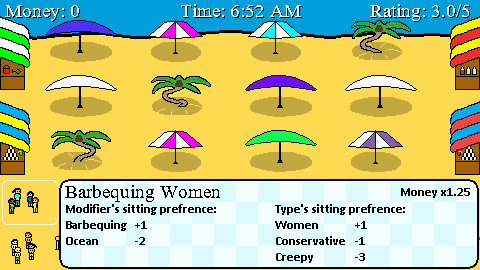 Money: 0 Time: 6:52 AM Rating: 3.0/5
Barbequing Women Money x1.25
Modifier's sitting prefrence: Type's sitting prefrence:
Barbequing +1 Women +1
Ocean -2 Conservative -1
Creepy -3